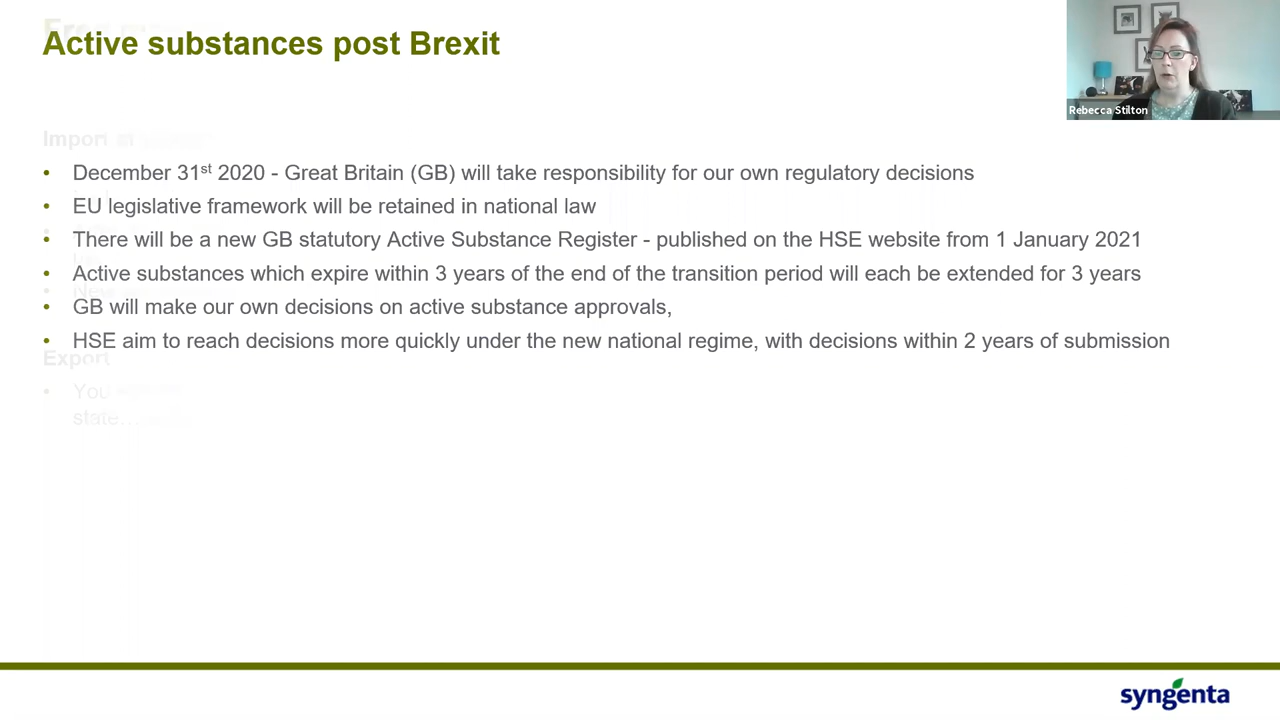 Active substances post Brexit
Rebecca Stilton
Import
• December 31st 2020 - Great Britain (GB) will take responsibility for our own regulatory decisions
• EU legislative framework will be retained in national law
• There will be a new GB statutory Active Substance Register - published on the HSE website from 1 January 2021
• Active substances which expire within 3 years of the end of the transition period will each be extended for 3 years
• GB will make our own decisions on active substance approvals,
• HSE aim to reach decisions more quickly under the new national regime, with decisions within 2 years of submission
Export
• You
state
syngenta